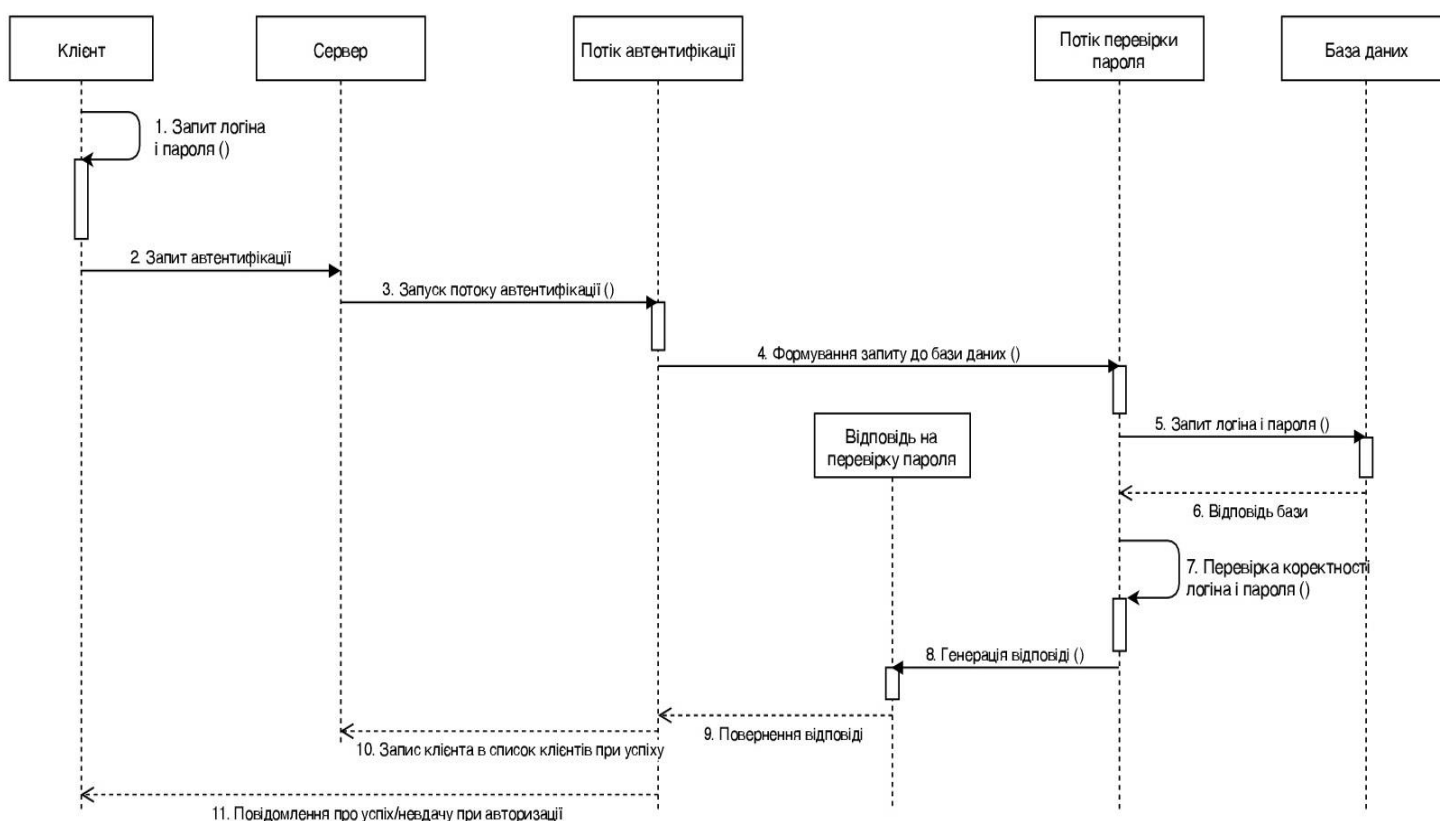 Клієнт
Сервер
Потік автентифікації
Потік перевірки
пароля
База даних
1. Запит логіна
і пароля ()
2. Запит автентифікації
3. Запуск потоку автентифікації ()
4. Формування запиту до бази даних ()
Відповідь на
перевірку пароля
5. Запит логіна і пароля ()
6. Відповідь бази
7. Перевірка коректності
логіна і пароля ()
8. Генерація відповіді ()
9. Повернення відповіді
10. Запис клієнта в список клієнтів при успіху
11. Повідомлення про успіх/невдачу при авторизації